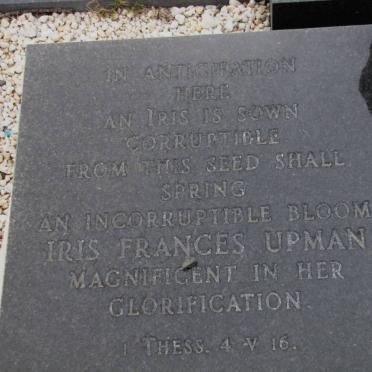 IN ANTICIPATION
HERE
AN IRIS IS SOWN
CORRUPTIBLE
FROM THIS SEED SHALL
SPRING
AN INCORRUPTIBLE BLOOM
IRIS FRANCES UPMAN
MAGNIFICENT IN HER
GLORIFICATION
1 THESS. 4 V 16.